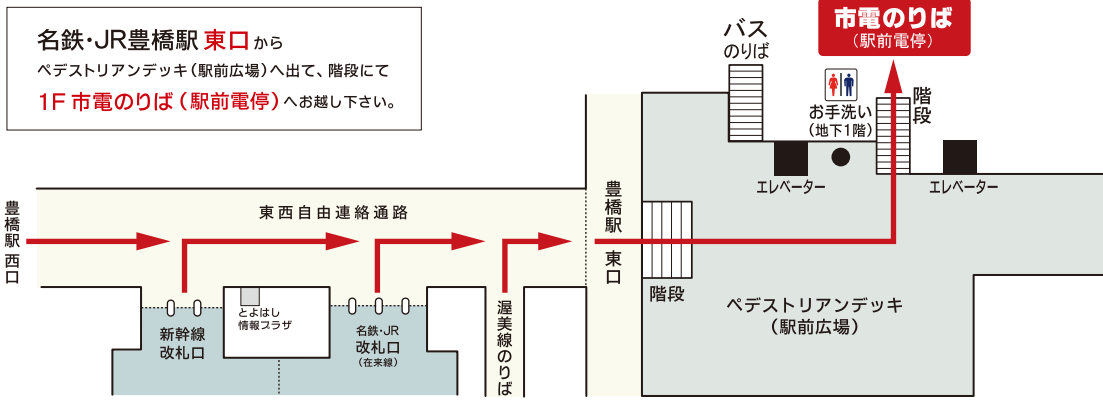 名鉄・JR豊橋駅 東口から
ペデストリアンデッキ（駅前広場）へ出て、階段にて
1F 市電のりば（駅前電停）へお越し下さい。
市電のりば
（駅前電停）
バス
のりば
お手洗い
（地下1階）
階段
エレベーター
エレベーター
豊橋駅 西口
東西自由連絡通路
豊橋駅 東口
階段
ペデストリアンデッキ
（駅前広場）
新幹線
改札口
とよはし
情報プラザ
名鉄・JR
改札口
（在来線）
渥美線のりば